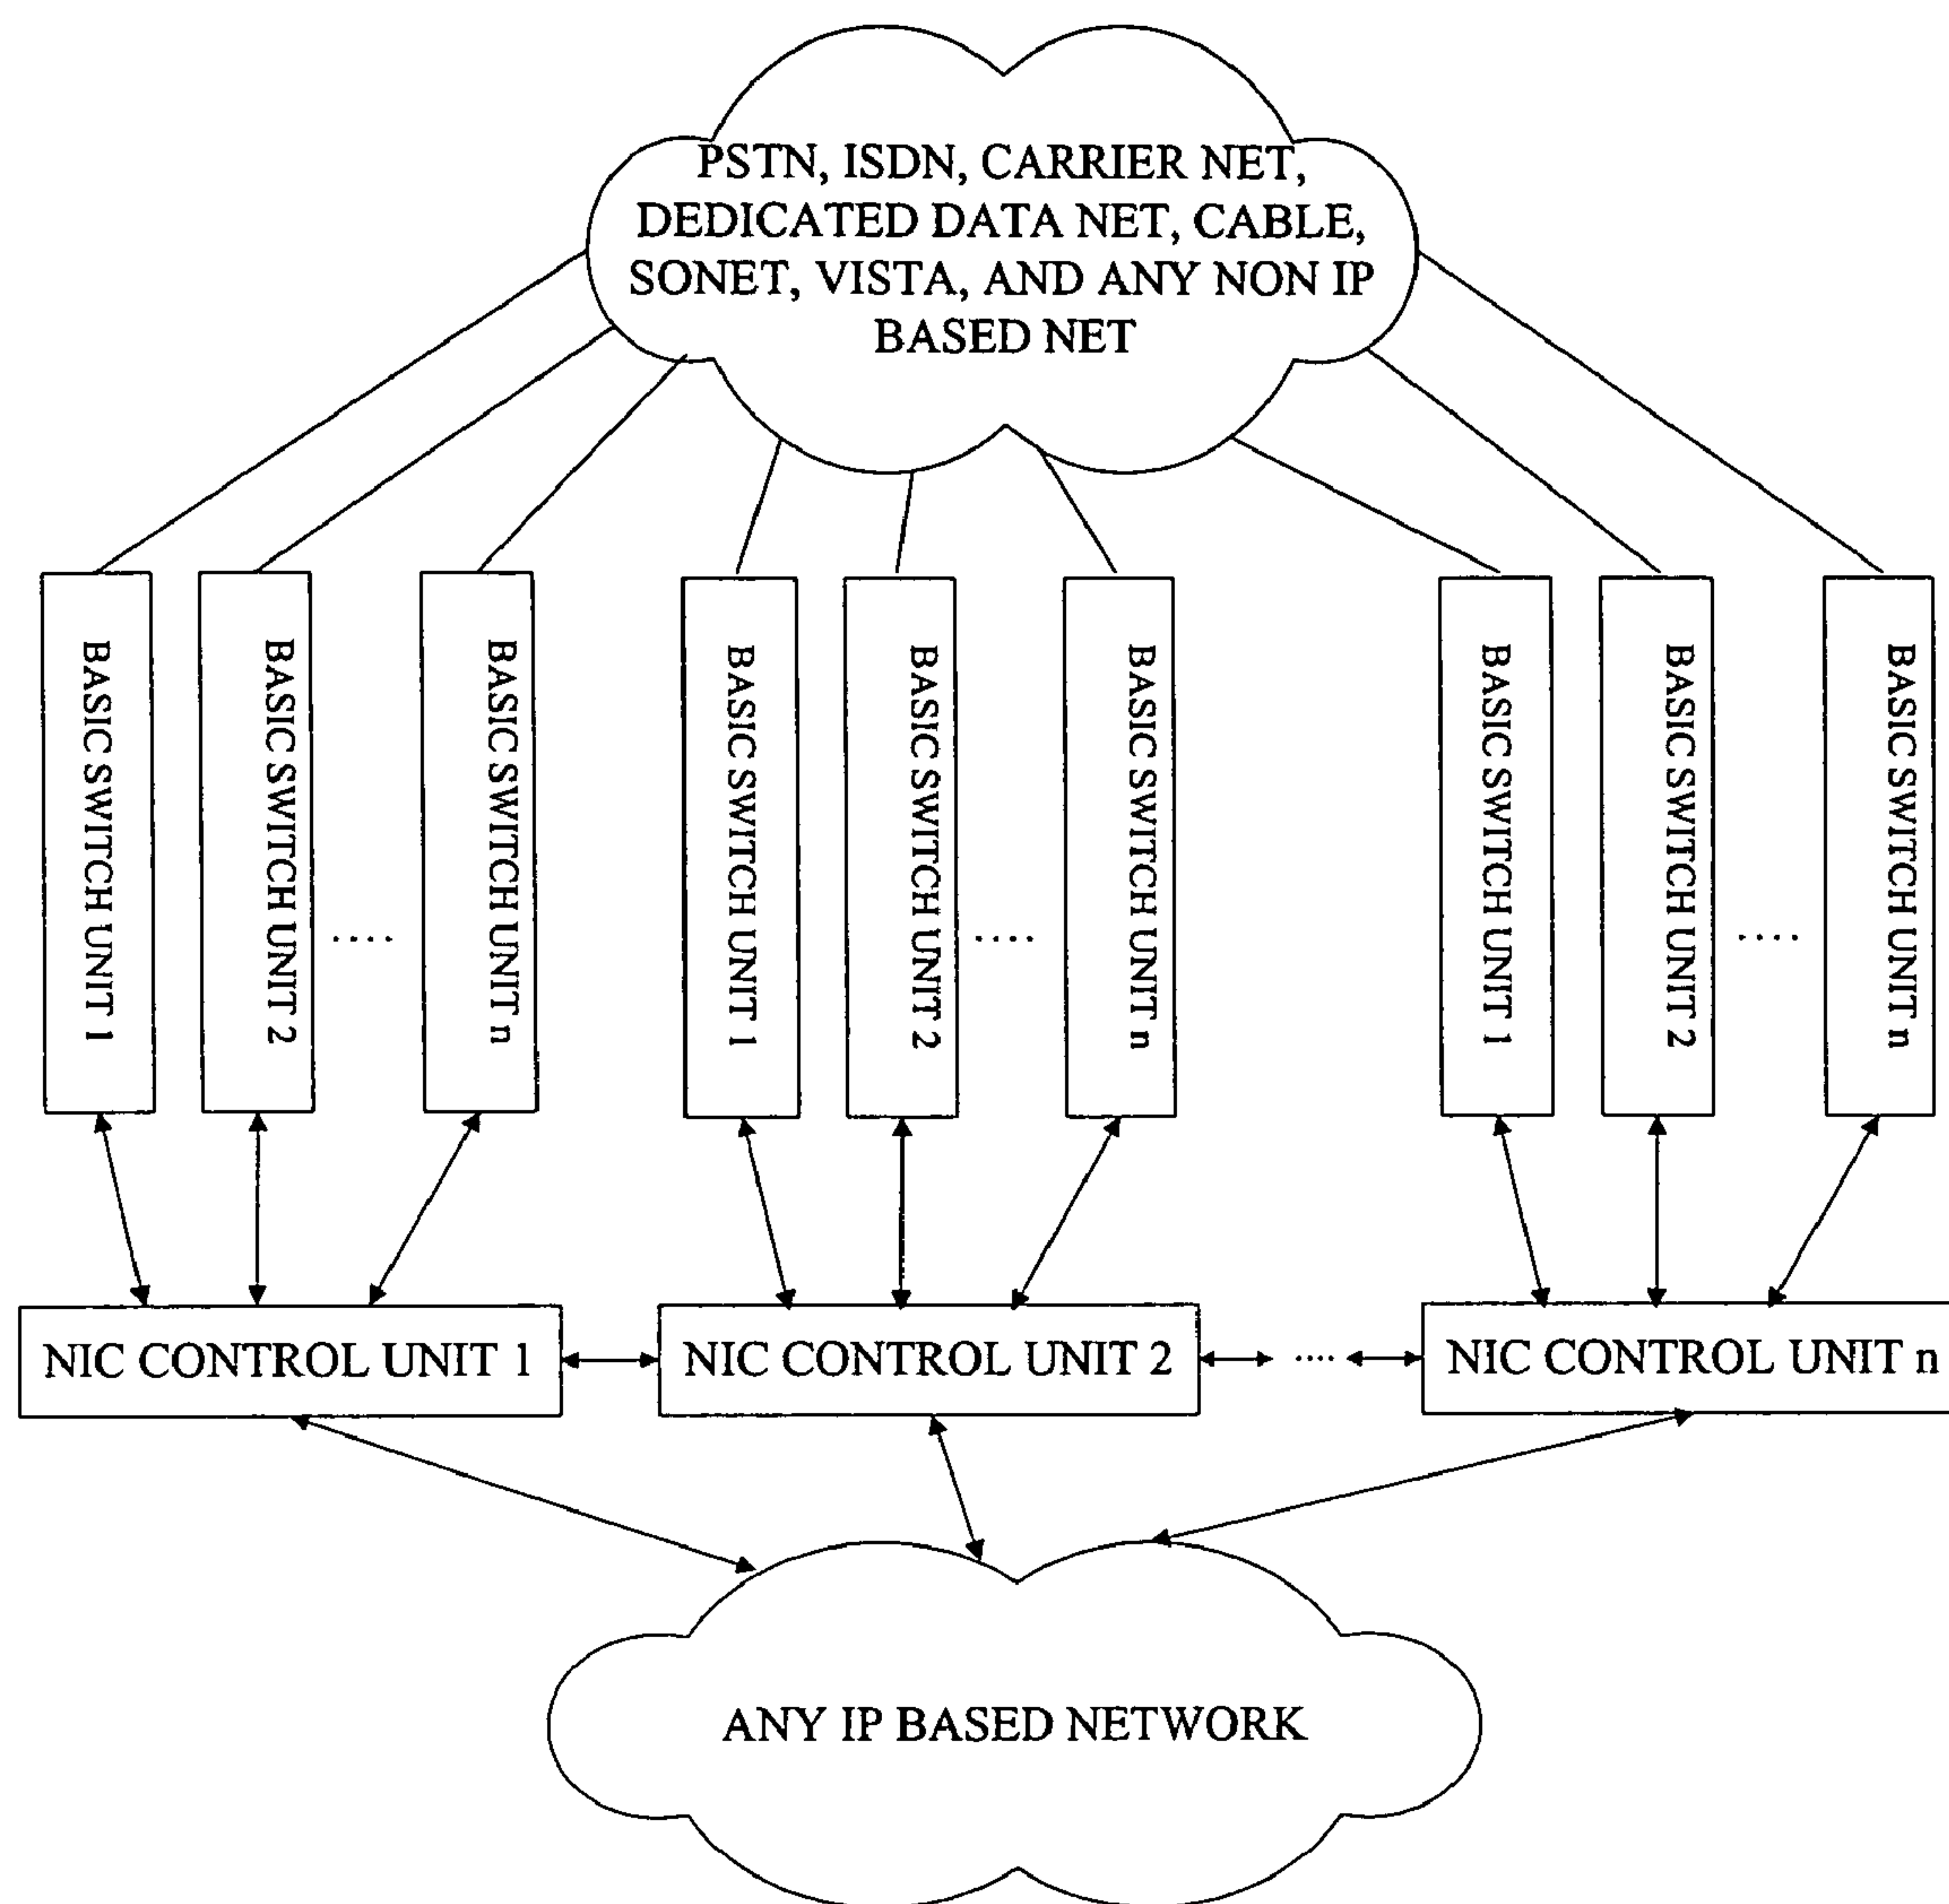 PSTN, ISDN, CARRIER NET,
DEDICATED DATA NET, CABLE,
SONET, VISTA, AND ANY NON IP
BASED NET
BASIC SWITCH UNIT 1
BASIC SWITCH UNIT 2
....
BASIC SWITCH UNIT n
BASIC SWITCH UNIT 1
BASIC SWITCH UNIT 2
....
BASIC SWITCH UNIT n
BASIC SWITCH UNIT 1
BASIC SWITCH UNIT 2
....
BASIC SWITCH UNIT n
NIC CONTROL UNIT 1
NIC CONTROL UNIT 2
....
NIC CONTROL UNIT n
ANY IP BASED NETWORK